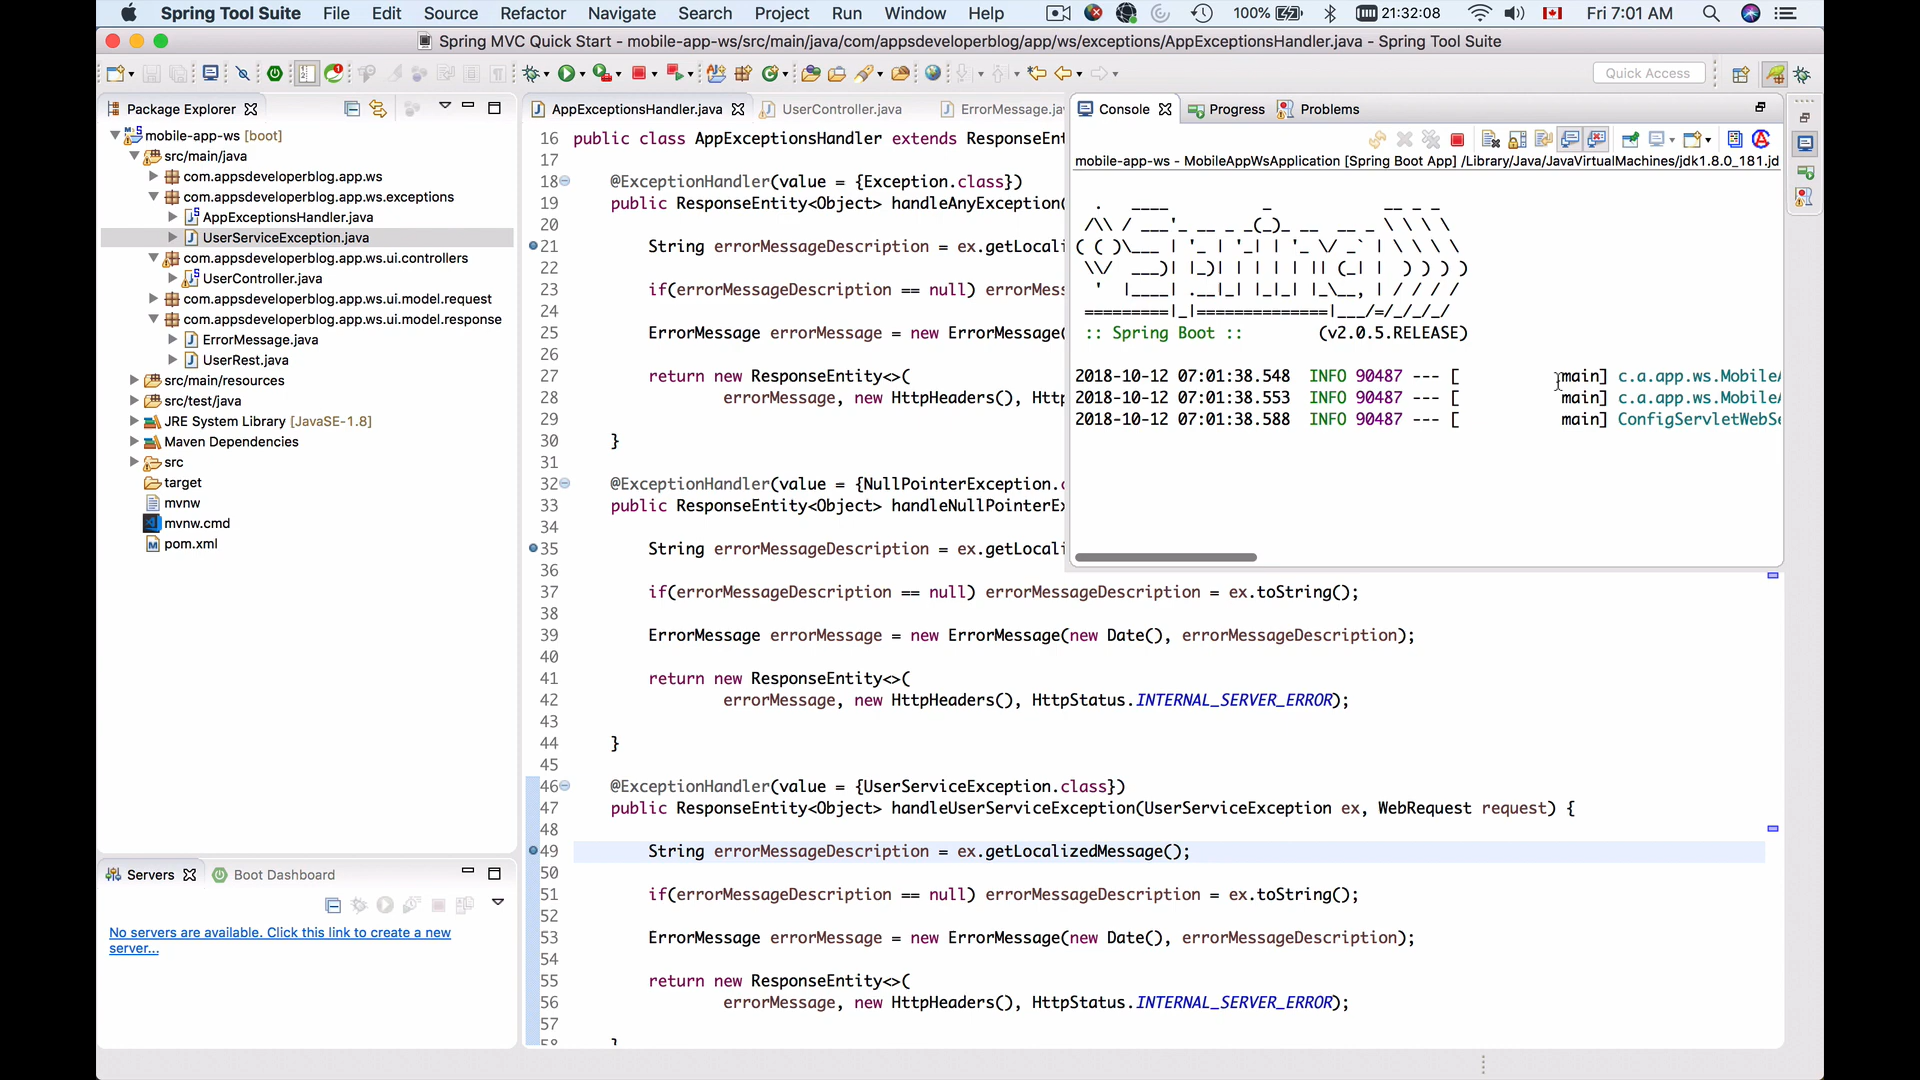 Spring Tool Suite File Edit Source Refactor Navigate Search Project Run Window Help 100% 21:32:08 Fri 7:01 AM
Spring MVC Quick Start - mobile-app-ws/src/main/java/com/appsdeveloperblog/app/ws/exceptions/AppExceptionsHandler.java - Spring Tool Suite
Quick Access
Package Explorer
mobile-app-ws [boot]
src/main/java
com.appsdeveloperblog.app.ws
com.appsdeveloperblog.app.ws.exceptions
AppExceptionsHandler.java
UserServiceException.java
com.appsdeveloperblog.app.ws.ui.controllers
UserController.java
com.appsdeveloperblog.app.ws.ui.model.request
com.appsdeveloperblog.app.ws.ui.model.response
ErrorMessage.java
UserRest.java
src/main/resources
src/test/java
JRE System Library [JavaSE-1.8]
Maven Dependencies
src
target
mvnw
mvnw.cmd
pom.xml
Servers Boot Dashboard
No servers are available. Click this link to create a new
server...
AppExceptionsHandler.java UserController.java ErrorMessage.jav
16 public class AppExceptionsHandler extends ResponseEnt
17
18 @ExceptionHandler(value = {Exception.class})
19 public ResponseEntity<Object> handleAnyException(
20
21 String errorMessageDescription = ex.getLocali
22
23 if(errorMessageDescription == null) errorMess
24
25 ErrorMessage errorMessage = new ErrorMessage(
26
27 return new ResponseEntity<>(
28 errorMessage, new HttpHeaders(), Htt
29
30 }
31
32 @ExceptionHandler(value = {NullPointerException.c
33 public ResponseEntity<Object> handleNullPointerEx
34
35 String errorMessageDescription = ex.getLocali
36
37 if(errorMessageDescription == null) errorMessageDescription = ex.toString();
38
39 ErrorMessage errorMessage = new ErrorMessage(new Date(), errorMessageDescription);
40
41 return new ResponseEntity<>(
42 errorMessage, new HttpHeaders(), HttpStatus.INTERNAL_SERVER_ERROR);
43
44 }
45
46 @ExceptionHandler(value = {UserServiceException.class})
47 public ResponseEntity<Object> handleUserServiceException(UserServiceException ex, WebRequest request) {
48
49 String errorMessageDescription = ex.getLocalizedMessage();
50
51 if(errorMessageDescription == null) errorMessageDescription = ex.toString();
52
53 ErrorMessage errorMessage = new ErrorMessage(new Date(), errorMessageDescription);
54
55 return new ResponseEntity<>(
56 errorMessage, new HttpHeaders(), HttpStatus.INTERNAL_SERVER_ERROR);
57
58 }
Console Progress Problems
mobile-app-ws - MobileAppWsApplication [Spring Boot App] /Library/Java/JavaVirtualMachines/jdk1.8.0_181.jd
:: Spring Boot :: (v2.0.5.RELEASE)
2018-10-12 07:01:38.548 INFO 90487 --- [ main] c.a.app.ws.MobileA
2018-10-12 07:01:38.553 INFO 90487 --- [ main] c.a.app.ws.MobileA
2018-10-12 07:01:38.588 INFO 90487 --- [ main] ConfigServletWebSe